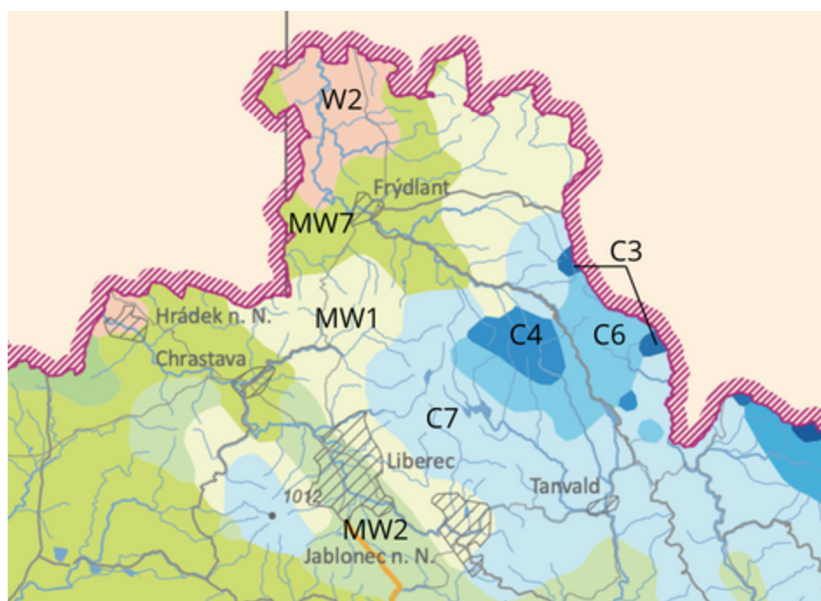 W2
Frýdlant
MW7
C3
Hrádek n. N.
MW1
C4
C6
Chrastava
C7
Liberec
Tanvald
1012
MW2
Jablonec n. N.